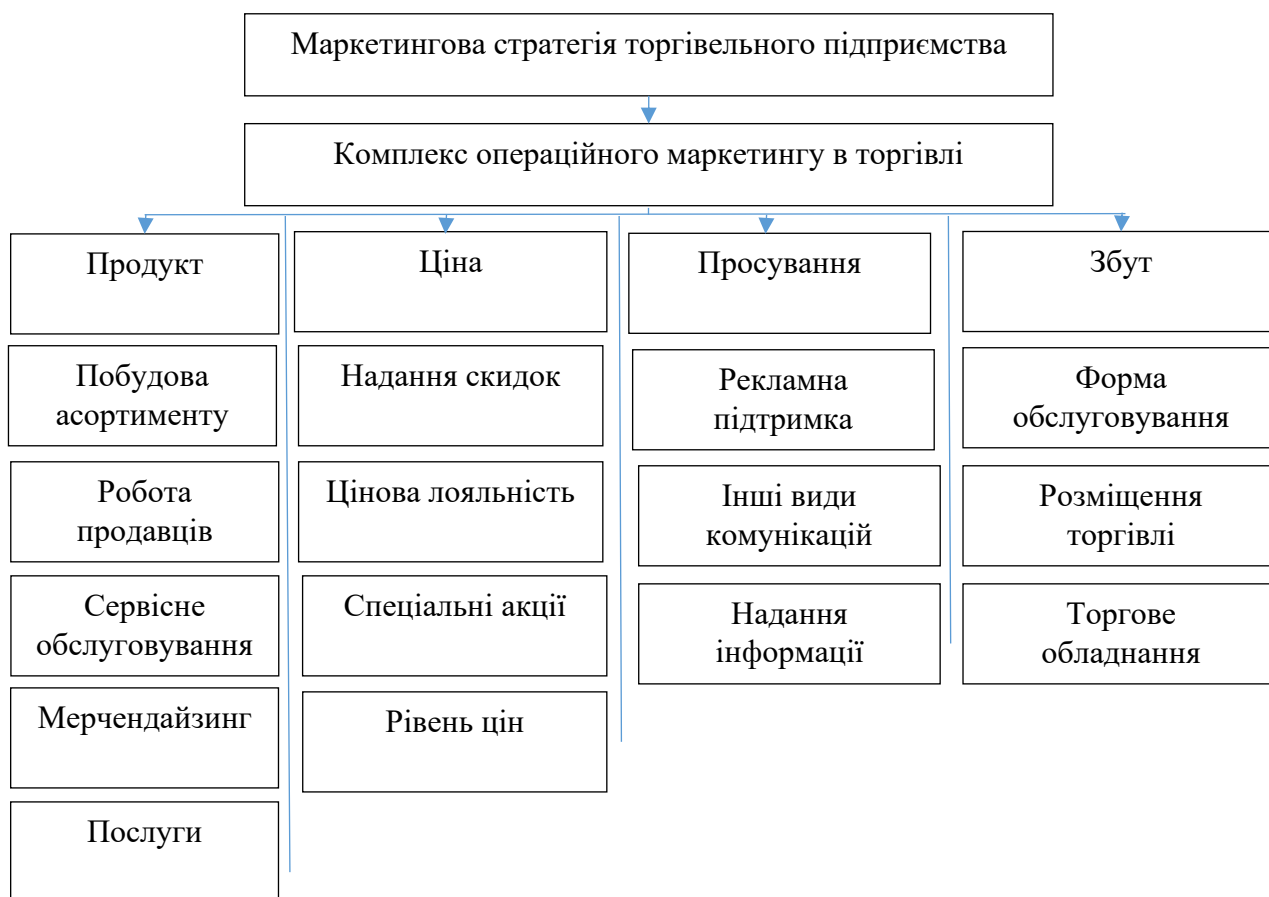 Маркетингова стратегія торгівельного підприємства
Комплекс операційного маркетингу в торгівлі
Продукт
Ціна
Просування
Збут
Побудова
асортименту
Надання скидок
Рекламна
підтримка
Форма
обслуговування
Робота
продавців
Цінова лояльність
Інші види
комунікацій
Розміщення
торгівлі
Сервісне
обслуговування
Спеціальні акції
Надання
інформації
Торгове
обладнання
Мерчендайзинг
Рівень цін
Послуги